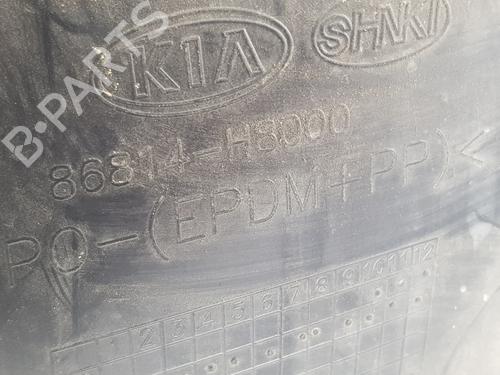 KIA SHNKI
86814-H8000
PO-(EPDM+PP)<
1 2 3 4 5 6 7 8 9 10 11 12
B-PARTS